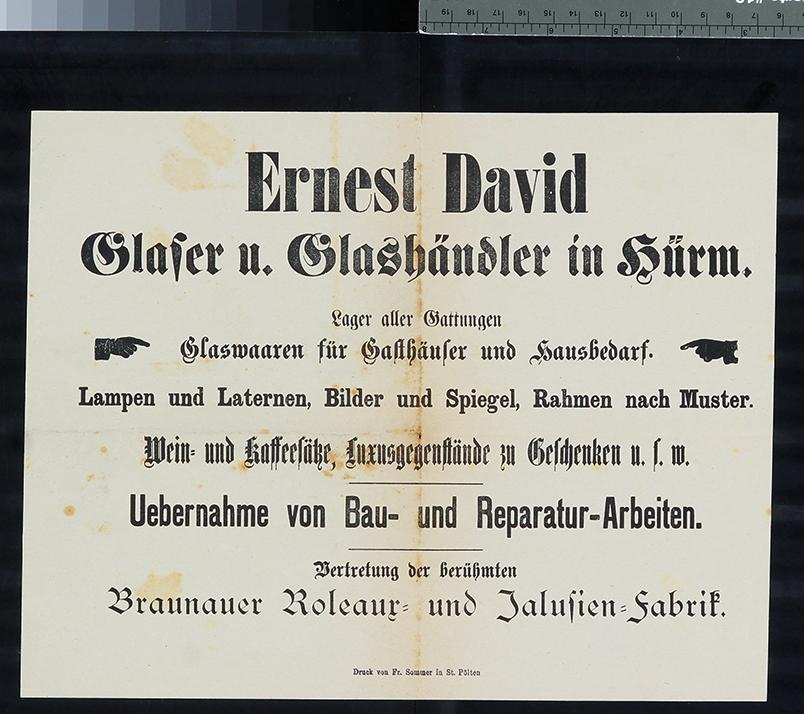 Ernest David
Glaser u. Glashändler in Hürm.
Lager aller Gattungen
Glaswaaren für Gasthäuser und Hausbedarf.
Lampen und Laternen, Bilder und Spiegel, Rahmen nach Muster.
Wein- und Kaffeesätze, Luxusgegenstände zu Geschenken u. s. w.
Uebernahme von Bau- und Reparatur-Arbeiten.
Vertretung der berühmten
Braunauer Roleaux- und Jalusien-Fabrik.
Druck von Fr. Sommer in St. Pölten